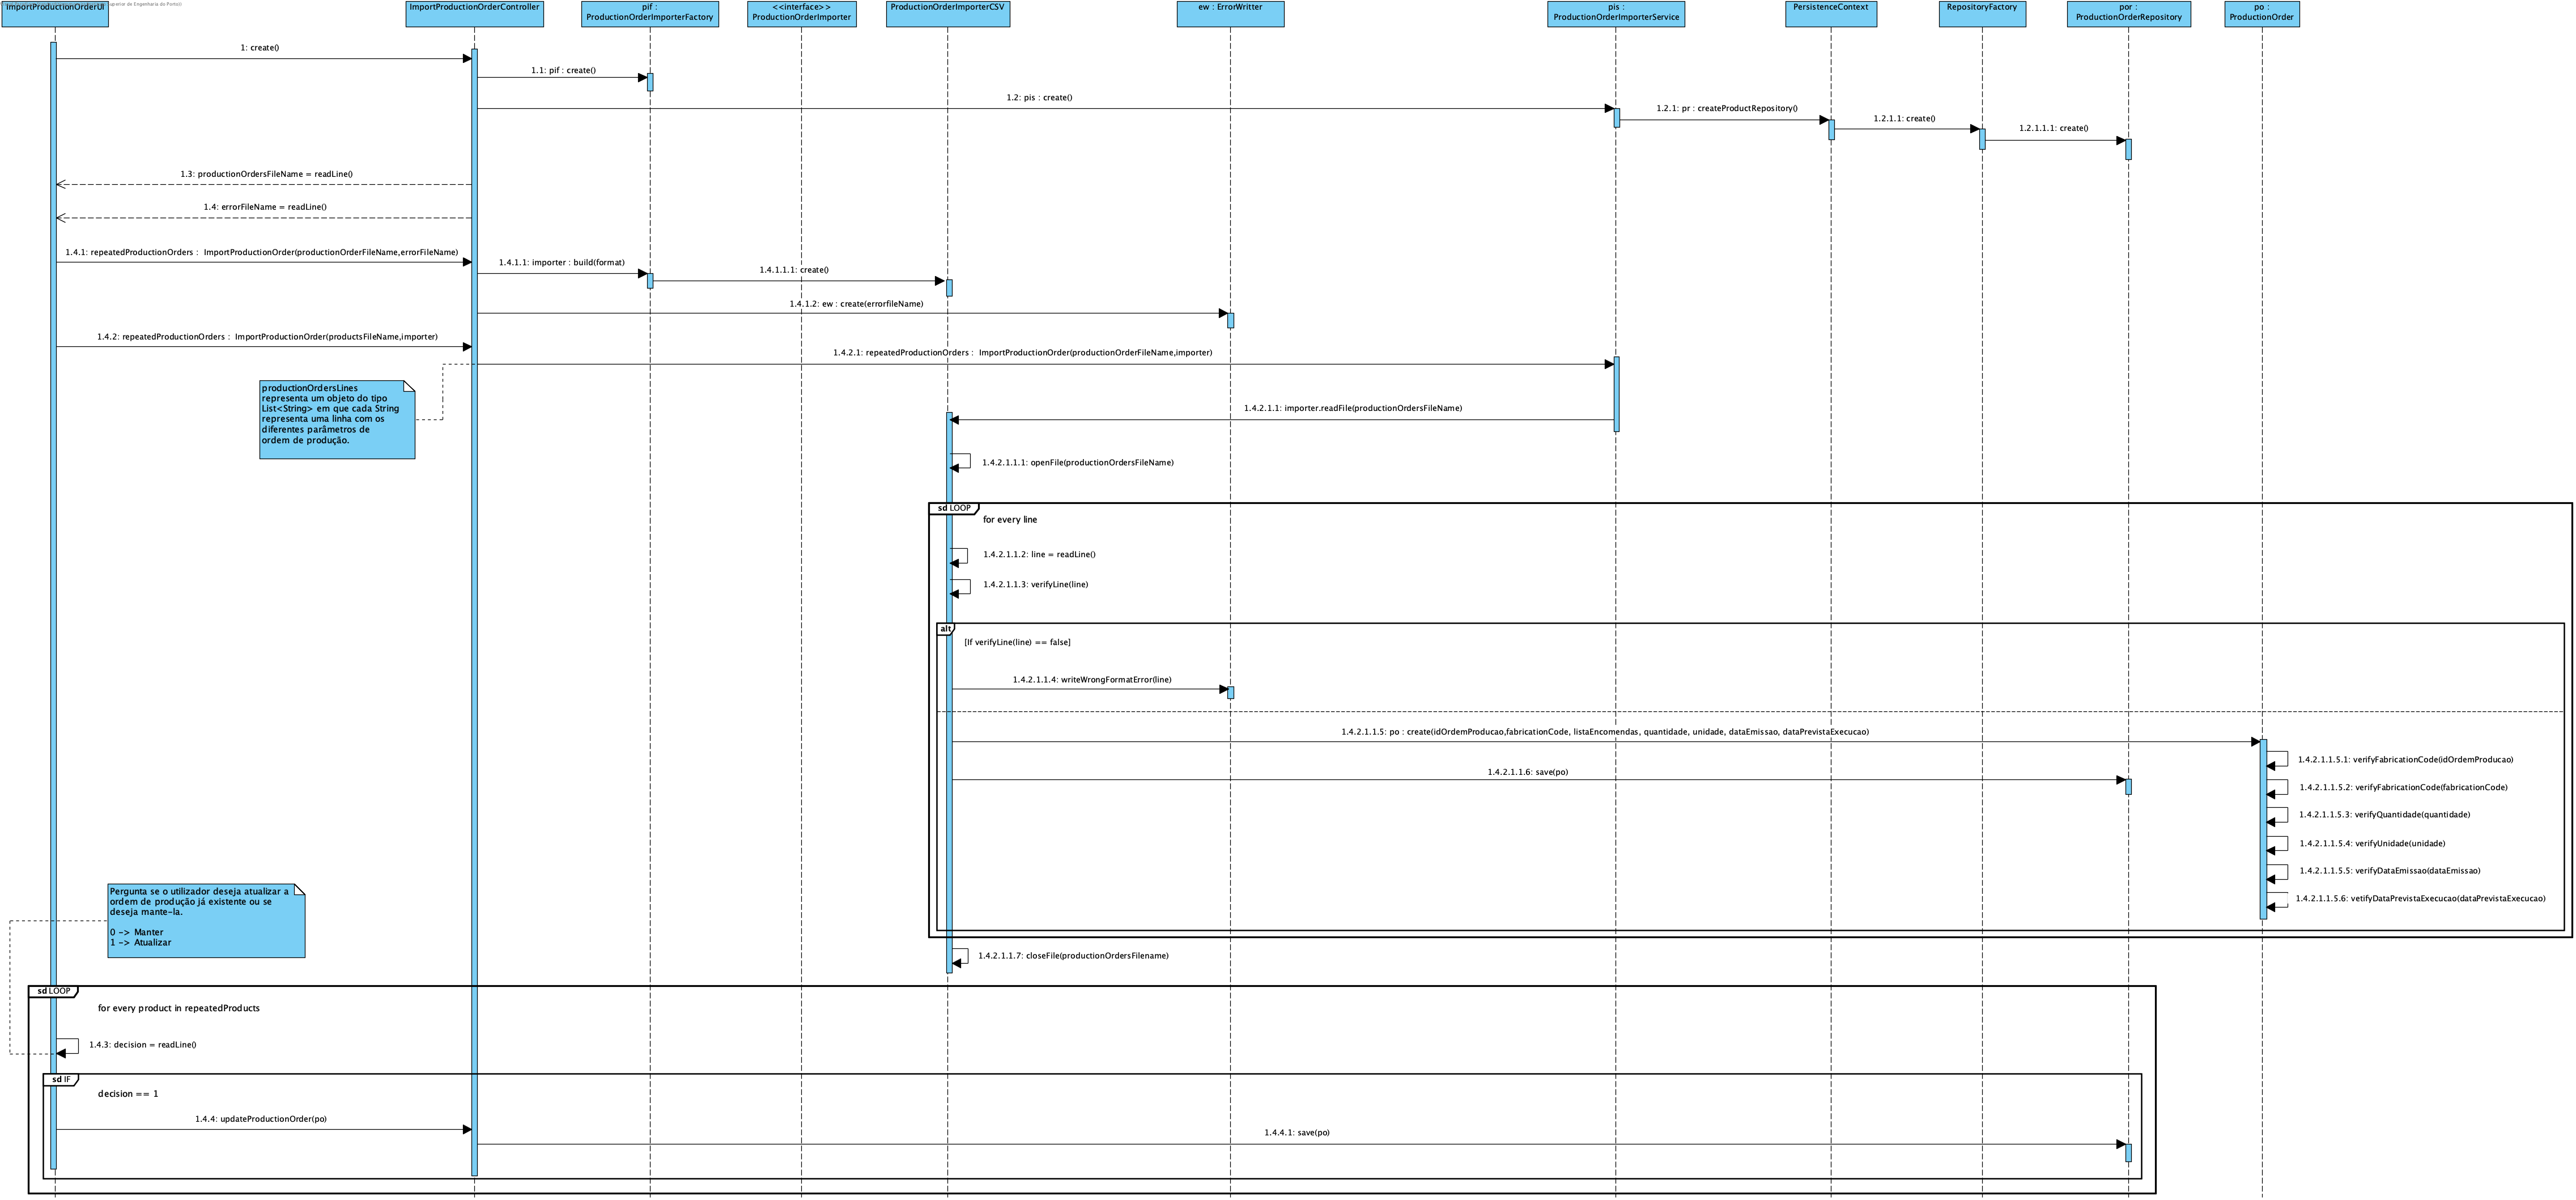 uperior de Engenharia do Porto)
ImportProductionOrderUI
ImportProductionOrderController
pif :
ProductionOrderImporterFactory
<<interface>>
ProductionOrderImporter
ProductionOrderImporterCSV
ew : ErrorWritter
pis :
ProductionOrderImporterService
PersistenceContext
RepositoryFactory
por :
ProductionOrderRepository
po :
ProductionOrder
1: create()
1.1: pif : create()
1.2: pis : create()
1.2.1: pr : createProductRepository()
1.2.1.1: create()
1.2.1.1.1: create()
1.3: productionOrdersFileName = readLine()
1.4: errorFileName = readLine()
1.4.1: repeatedProductionOrders :  ImportProductionOrder(productionOrderFileName,errorFileName)
1.4.1.1: importer : build(format)
1.4.1.1.1: create()
1.4.1.2: ew : create(errorfileName)
1.4.2: repeatedProductionOrders :  ImportProductionOrder(productsFileName,importer)
1.4.2.1: repeatedProductionOrders :  ImportProductionOrder(productionOrderFileName,importer)
productionOrdersLines
representa um objeto do tipo
List<String> em que cada String
representa uma linha com os
diferentes parâmetros de
ordem de produção.
1.4.2.1.1: importer.readFile(productionOrdersFileName)
1.4.2.1.1.1: openFile(productionOrdersFileName)
sd LOOP
for every line
1.4.2.1.1.2: line = readLine()
1.4.2.1.1.3: verifyLine(line)
alt
[If verifyLine(line) == false]
1.4.2.1.1.4: writeWrongFormatError(line)
1.4.2.1.1.5: po : create(idOrdemProducao,fabricationCode, listaEncomendas, quantidade, unidade, dataEmissao, dataPrevistaExecucao)
1.4.2.1.1.5.1: verifyFabricationCode(idOrdemProducao)
1.4.2.1.1.6: save(po)
1.4.2.1.1.5.2: verifyFabricationCode(fabricationCode)
1.4.2.1.1.5.3: verifyQuantidade(quantidade)
1.4.2.1.1.5.4: verifyUnidade(unidade)
1.4.2.1.1.5.5: verifyDataEmissao(dataEmissao)
1.4.2.1.1.5.6: vetifyDataPrevistaExecucao(dataPrevistaExecucao)
Pergunta se o utilizador deseja atualizar a
ordem de produção já existente ou se
deseja mante-la.
0 -> Manter
1 -> Atualizar
1.4.2.1.1.7: closeFile(productionOrdersFilename)
sd LOOP
for every product in repeatedProducts
1.4.3: decision = readLine()
sd IF
decision == 1
1.4.4: updateProductionOrder(po)
1.4.4.1: save(po)